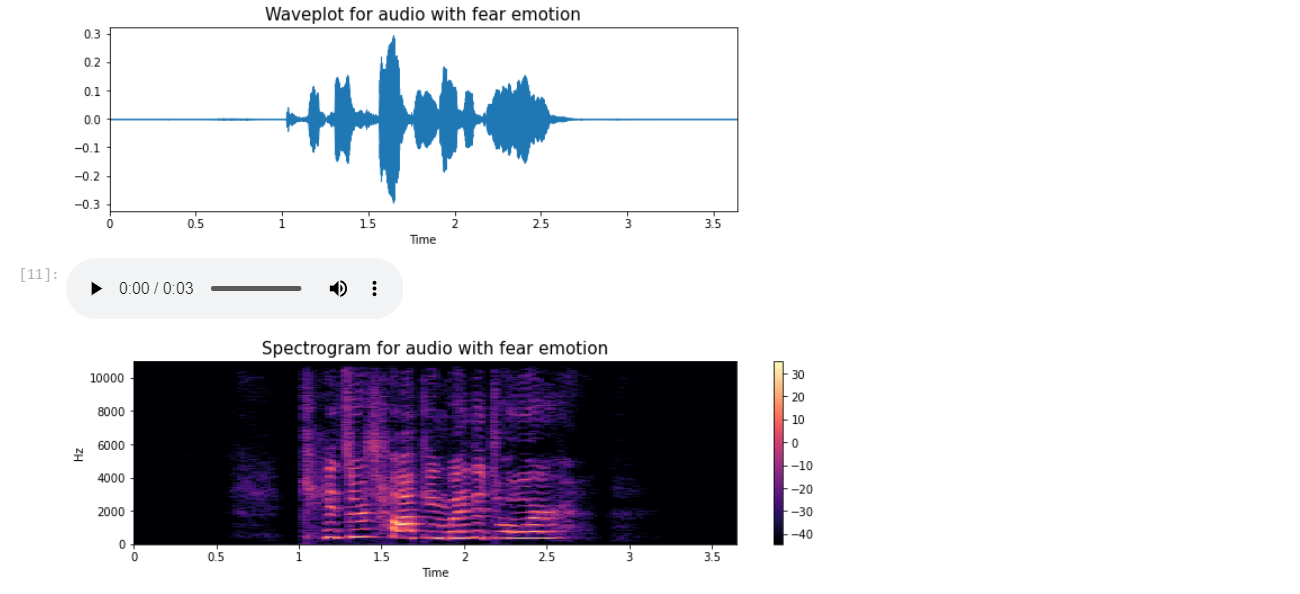 Waveplot for audio with fear emotion
0.3
0.2
0.1
0.0
−0.1
−0.2
−0.3
0 0.5 1 1.5 2 2.5 3 3.5
Time
[11]:
0:00 / 0:03
Spectrogram for audio with fear emotion
10000
8000
6000
4000
2000
0
Hz
0 0.5 1 1.5 2 2.5 3 3.5
Time
30
20
10
0
−10
−20
−30
−40